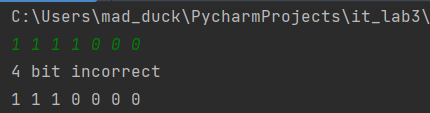 C:\Users\mad_duck\PycharmProjects\it_lab3\
1 1 1 1 0 0 0
4 bit incorrect
1 1 1 0 0 0 0